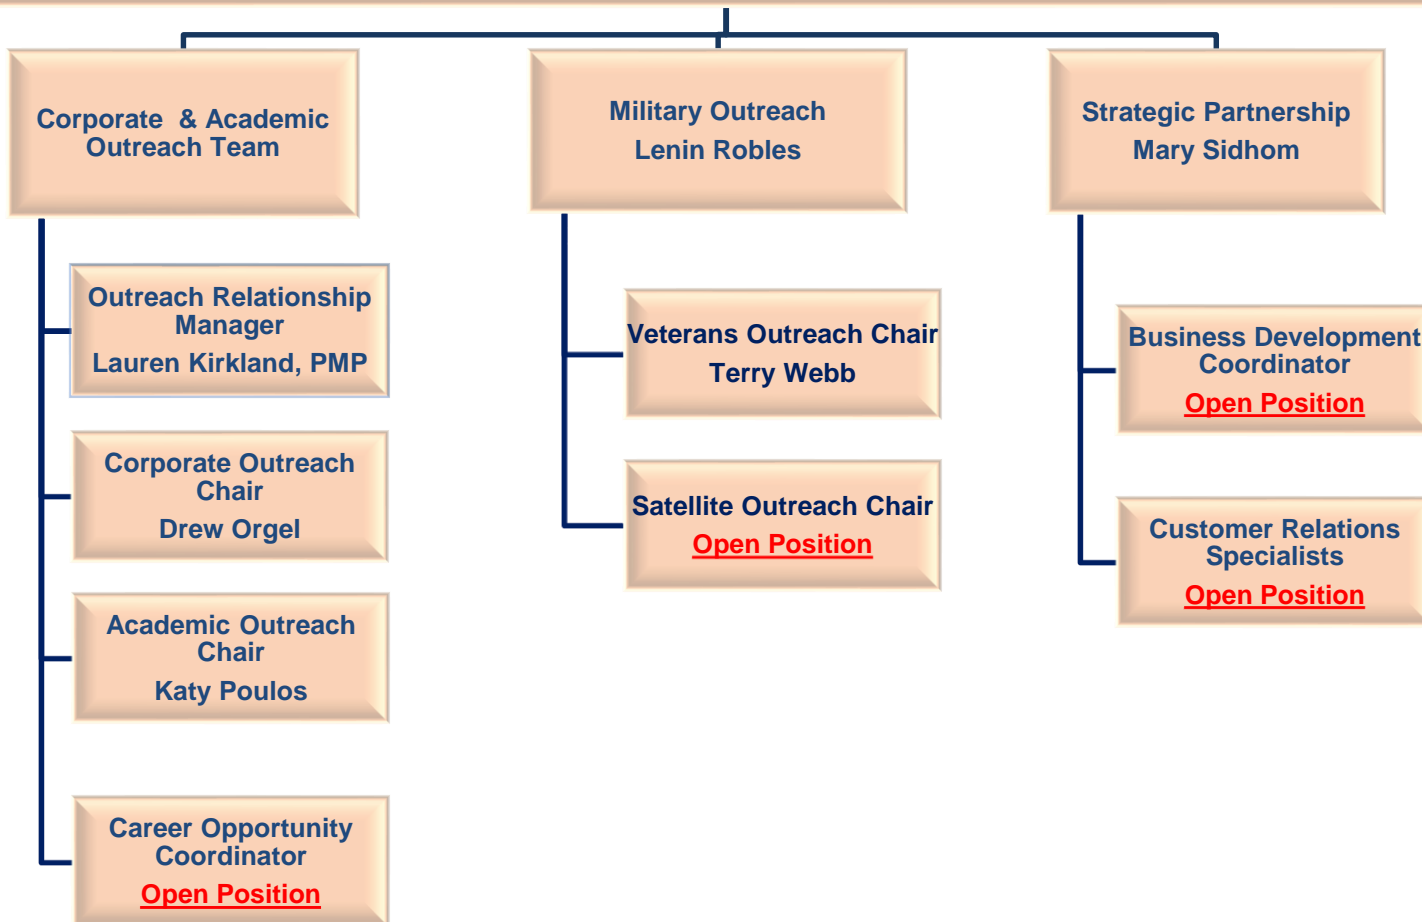 Corporate & Academic
Outreach Team
Military Outreach
Lenin Robles
Strategic Partnership
Mary Sidhom
Outreach Relationship
Manager
Lauren Kirkland, PMP
Corporate Outreach
Chair
Drew Orgel
Academic Outreach
Chair
Katy Poulos
Career Opportunity
Coordinator
Open Position
Veterans Outreach Chair
Terry Webb
Satellite Outreach Chair
Open Position
Business Development
Coordinator
Open Position
Customer Relations
Specialists
Open Position